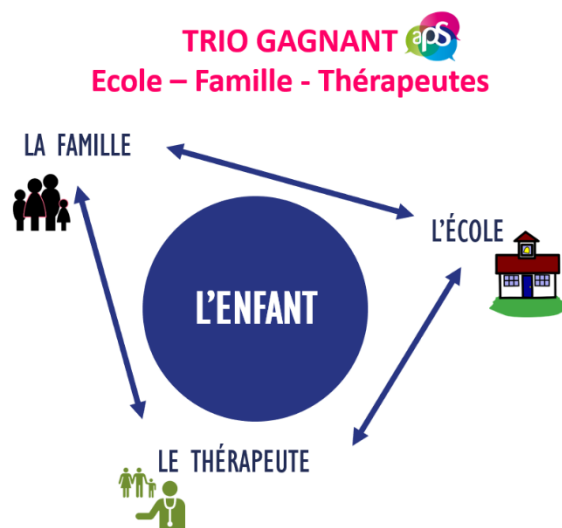 TRIO GAGNANT aps
Ecole – Famille - Thérapeutes
LA FAMILLE
L'ÉCOLE
L'ENFANT
LE THÉRAPEUTE